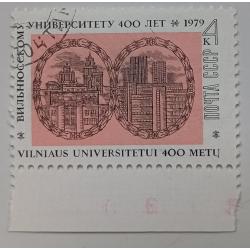 ВИЛЬНЮССКОМУ
УНИВЕРСИТЕТУ 400 ЛЕТ ※ 1979
4 к
ПОЧТА СССР
VILNIAUS UNIVERSITETUI 400 METŲ